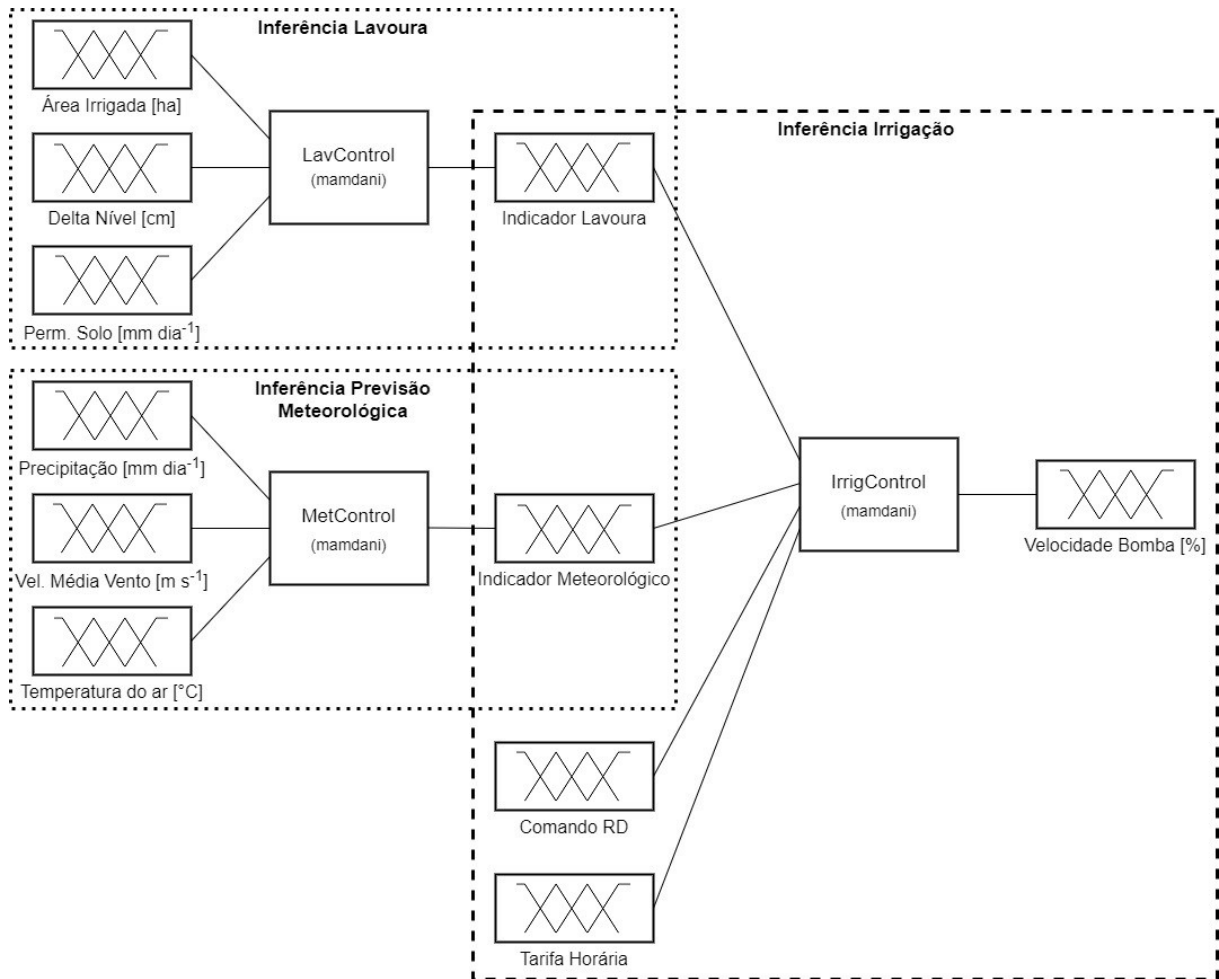 Inferência Lavoura
Área Irrigada [ha]
Delta Nível [cm]
Perm. Solo [mm dia⁻¹]
LavControl
(mamdani)
Indicador Lavoura
Inferência Previsão
Meteorológica
Precipitação [mm dia⁻¹]
Vel. Média Vento [m s⁻¹]
Temperatura do ar [°C]
MetControl
(mamdani)
Indicador Meteorológico
Inferência Irrigação
Comando RD
Tarifa Horária
IrrigControl
(mamdani)
Velocidade Bomba [%]